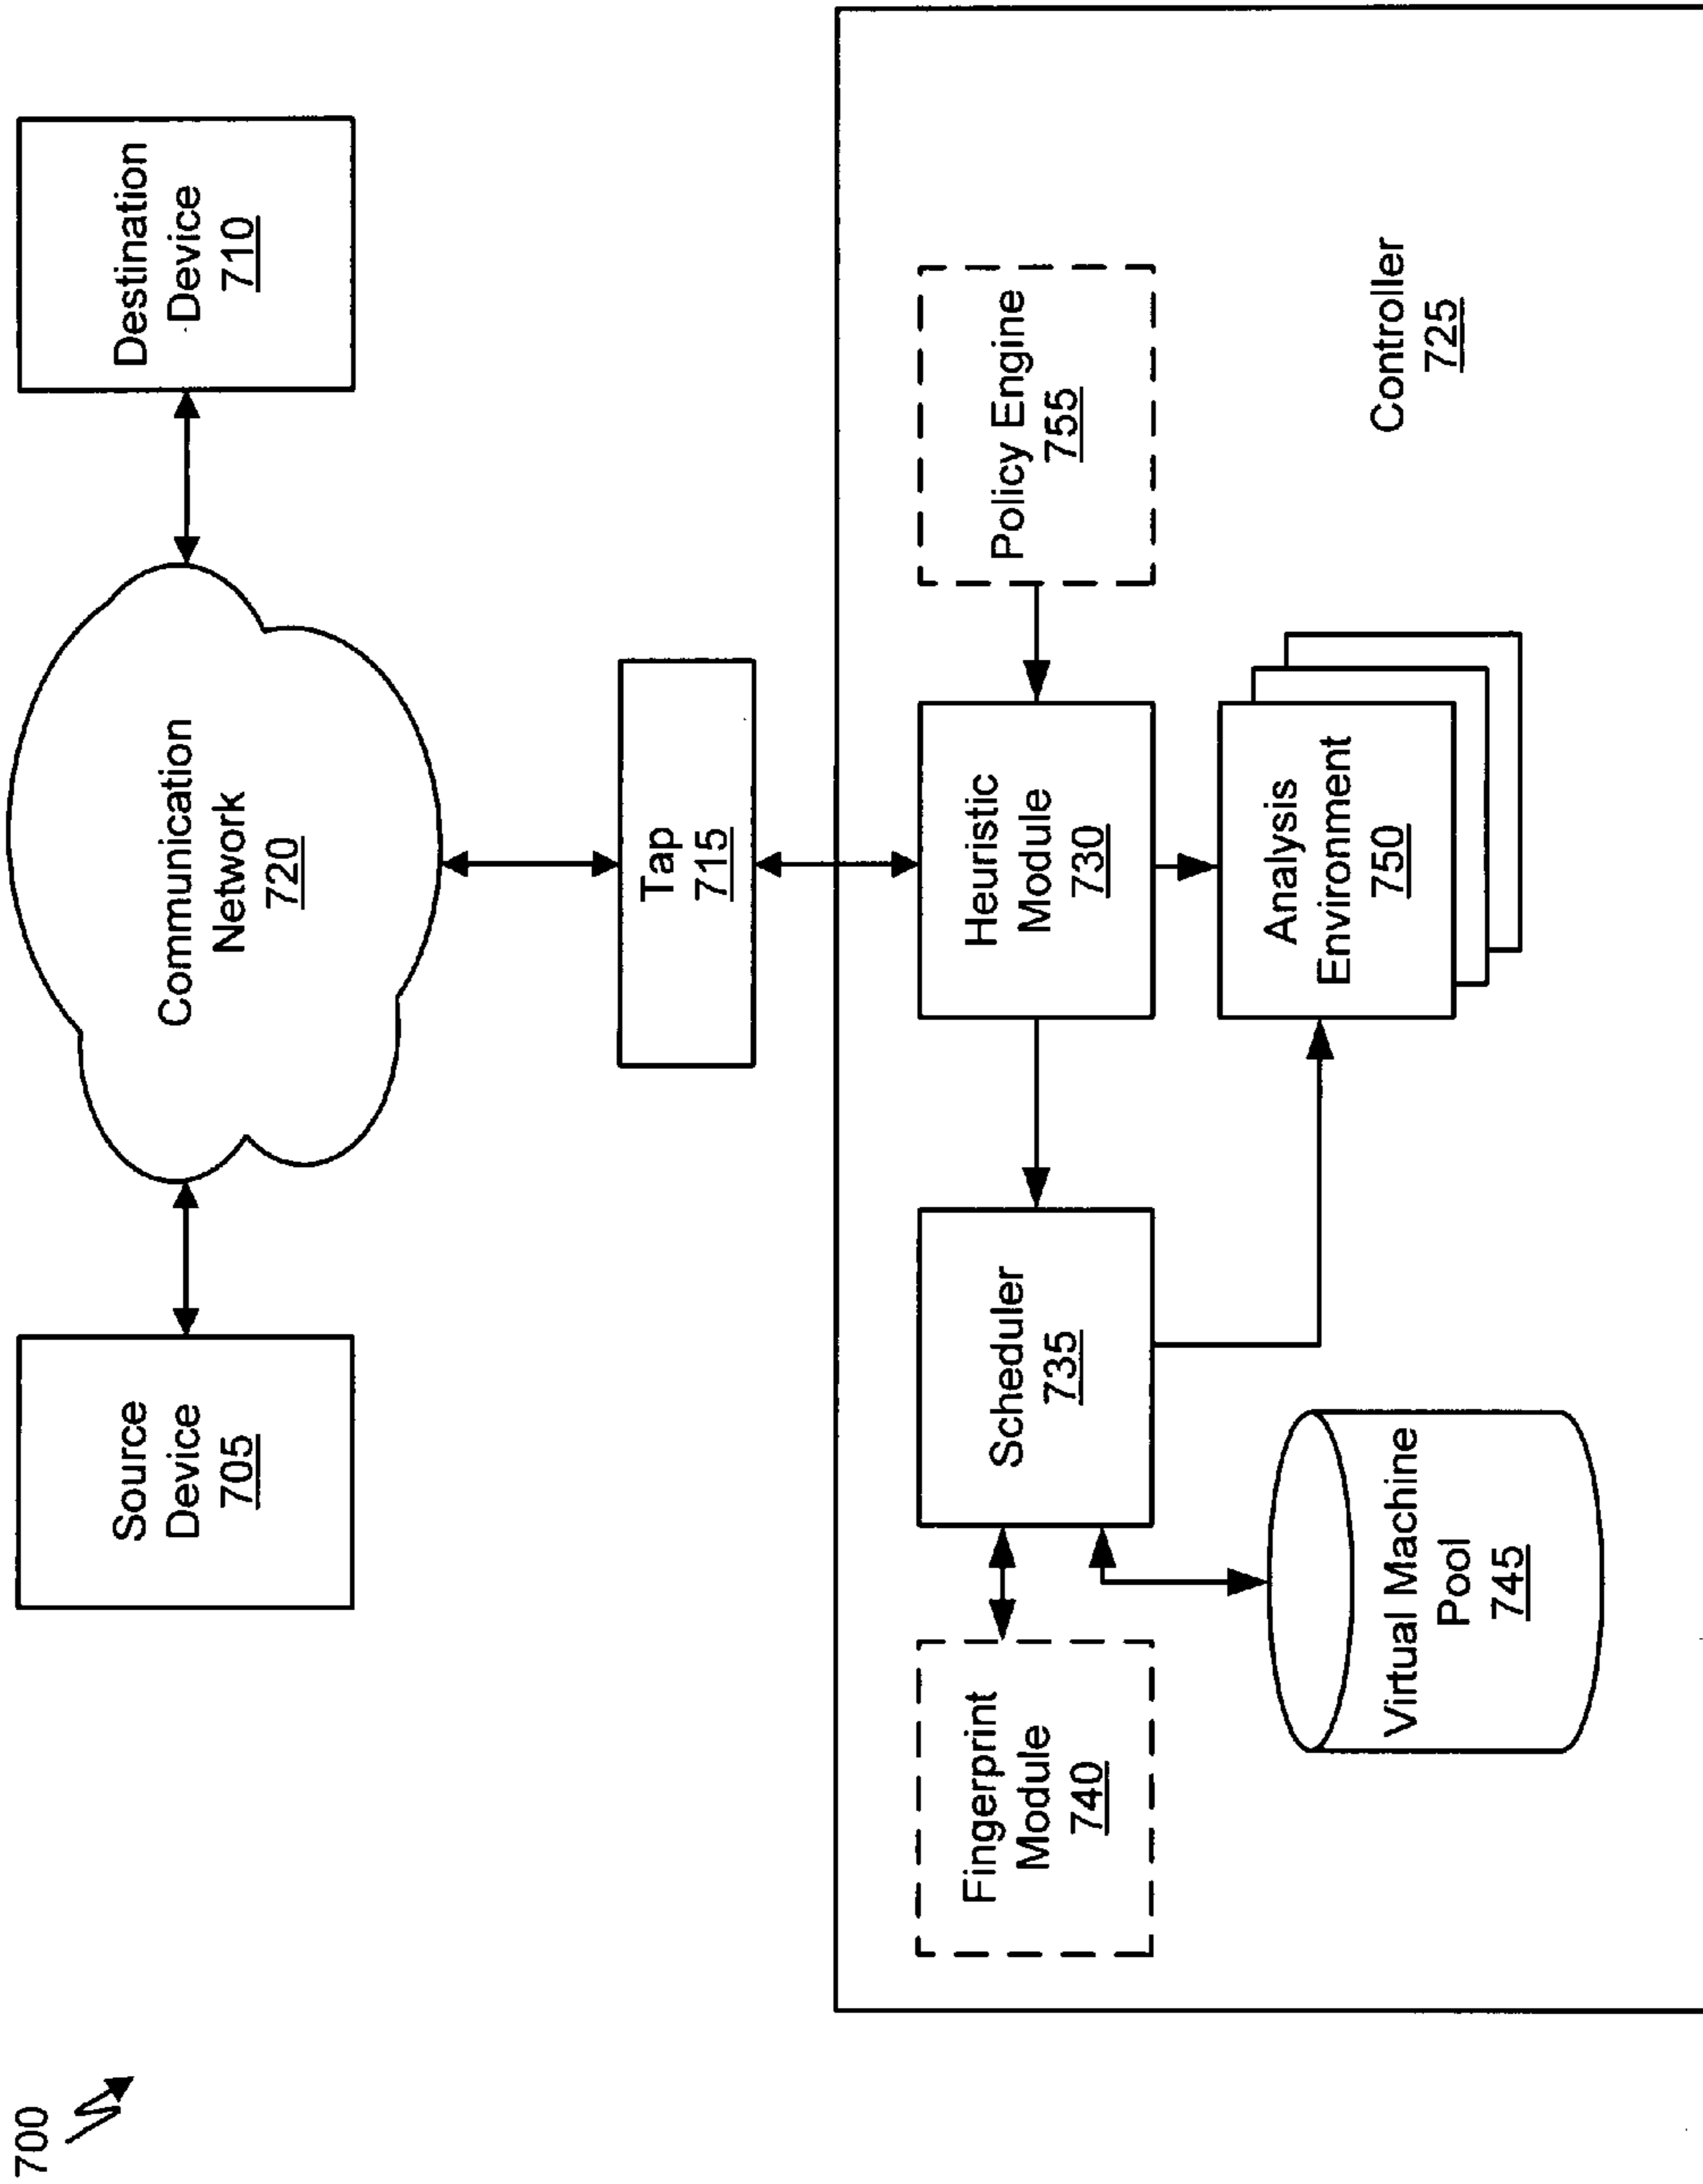 700
Source
Device
705
Communication
Network
720
Destination
Device
710
Tap
715
Fingerprint
Module
740
Scheduler
735
Heuristic
Module
730
Policy Engine
755
Virtual Machine
Pool
745
Analysis
Environment
750
Controller
725